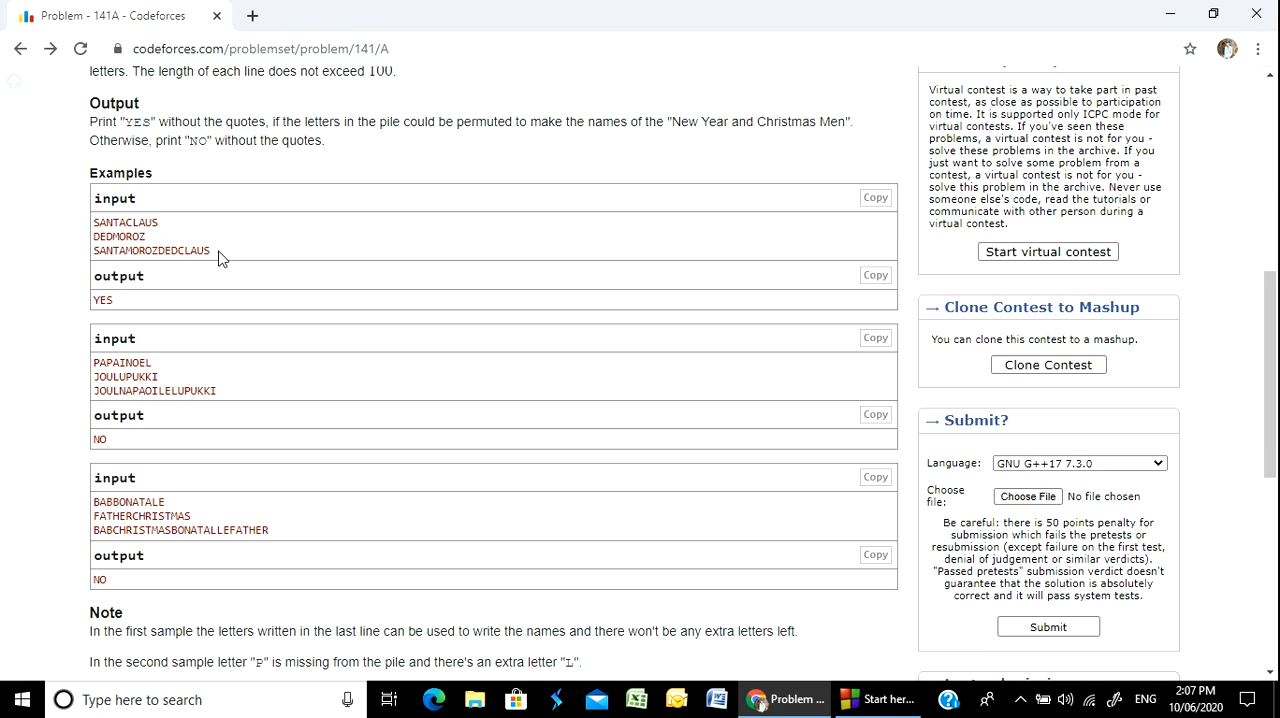 Problem - 141A - Codeforces
codeforces.com/problemset/problem/141/A
letters. The length of each line does not exceed 100.
Output
Print "YES" without the quotes, if the letters in the pile could be permuted to make the names of the "New Year and Christmas Men".
Otherwise, print "NO" without the quotes.
Examples
input
Copy
SANTACLAUS
DEDMOROZ
SANTAMOROZDEDCLAUS
output
Copy
YES
input
Copy
PAPAINOEL
JOULUPUKKI
JOULNAPAOILELUPUKKI
output
Copy
NO
input
Copy
BABBONATALE
FATHERCHRISTMAS
BABCHRISTMASBONATALLEFATHER
output
Copy
NO
Note
In the first sample the letters written in the last line can be used to write the names and there won't be any extra letters left.
In the second sample letter "P" is missing from the pile and there's an extra letter "L".
Virtual contest is a way to take part in past
contest, as close as possible to participation
on time. It is supported only ICPC mode for
virtual contests. If you've seen these
problems, a virtual contest is not for you -
solve these problems in the archive. If you
just want to solve some problem from a
contest, a virtual contest is not for you -
solve this problem in the archive. Never use
someone else's code, read the tutorials or
communicate with other person during a
virtual contest.
Start virtual contest
→ Clone Contest to Mashup
You can clone this contest to a mashup.
Clone Contest
→ Submit?
Language: GNU G++17 7.3.0
Choose
file:
Choose File No file chosen
Be careful: there is 50 points penalty for
submission which fails the pretests or
resubmission (except failure on the first test,
denial of judgement or similar verdicts).
"Passed pretests" submission verdict doesn't
guarantee that the solution is absolutely
correct and it will pass system tests.
Submit
Type here to search
Problem ...
Start her...
ENG
2:07 PM
10/06/2020